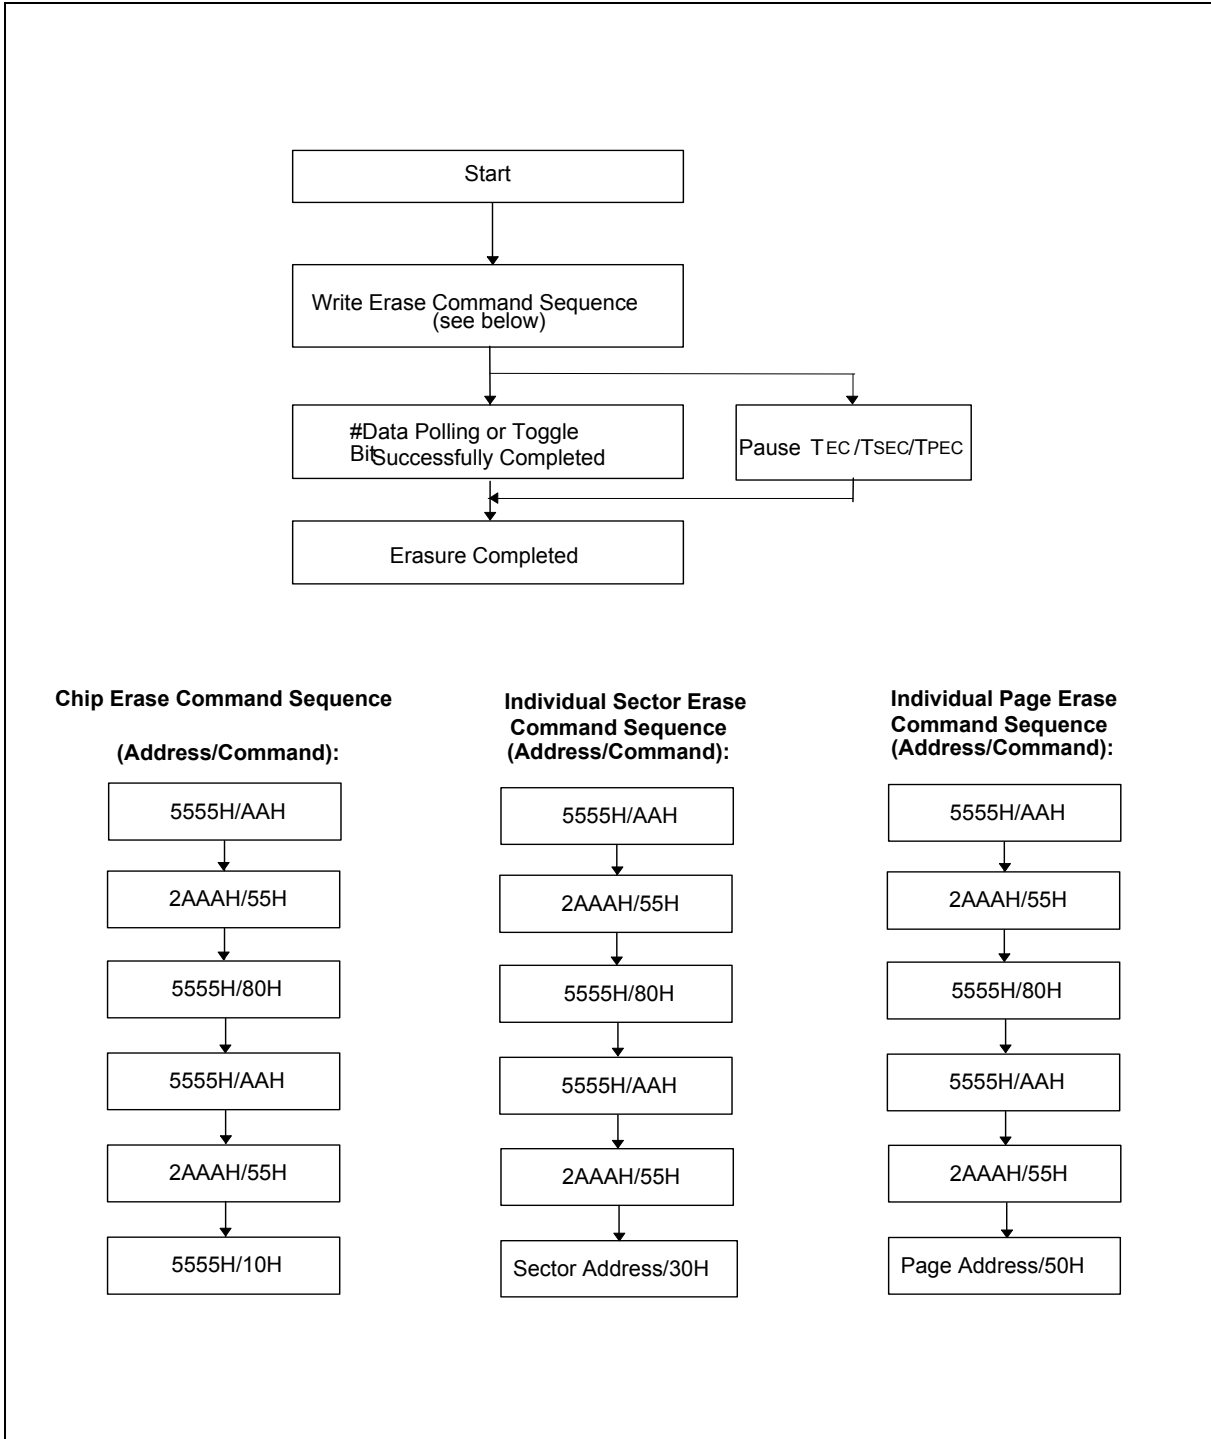 Start
Write Erase Command Sequence
(see below)
#Data Polling or Toggle
Bit
Successfully Completed
Pause TEC/TSEC/TPEC
Erasure Completed
Chip Erase Command Sequence
(Address/Command):
5555H/AAH
2AAAH/55H
5555H/80H
5555H/AAH
2AAAH/55H
5555H/10H
Individual Sector Erase
Command Sequence
(Address/Command):
5555H/AAH
2AAAH/55H
5555H/80H
5555H/AAH
2AAAH/55H
Sector Address/30H
Individual Page Erase
Command Sequence
(Address/Command):
5555H/AAH
2AAAH/55H
5555H/80H
5555H/AAH
2AAAH/55H
Page Address/50H